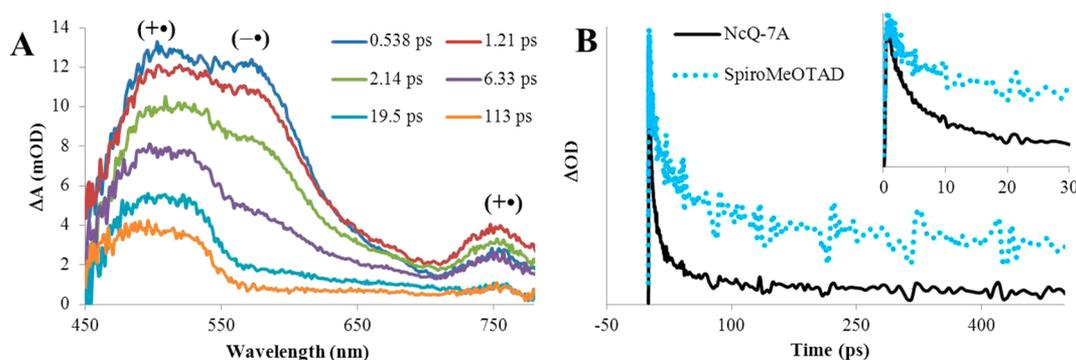 A
ΔA (mOD)
14
12
10
8
6
4
2
0
450
550
650
750
Wavelength (nm)
(+•)
(–•)
(+•)
0.538 ps
1.21 ps
2.14 ps
6.33 ps
19.5 ps
113 ps
B
ΔOD
NcQ-7A
SpiroMeOTAD
0
10
20
30
-50
100
250
400
Time (ps)